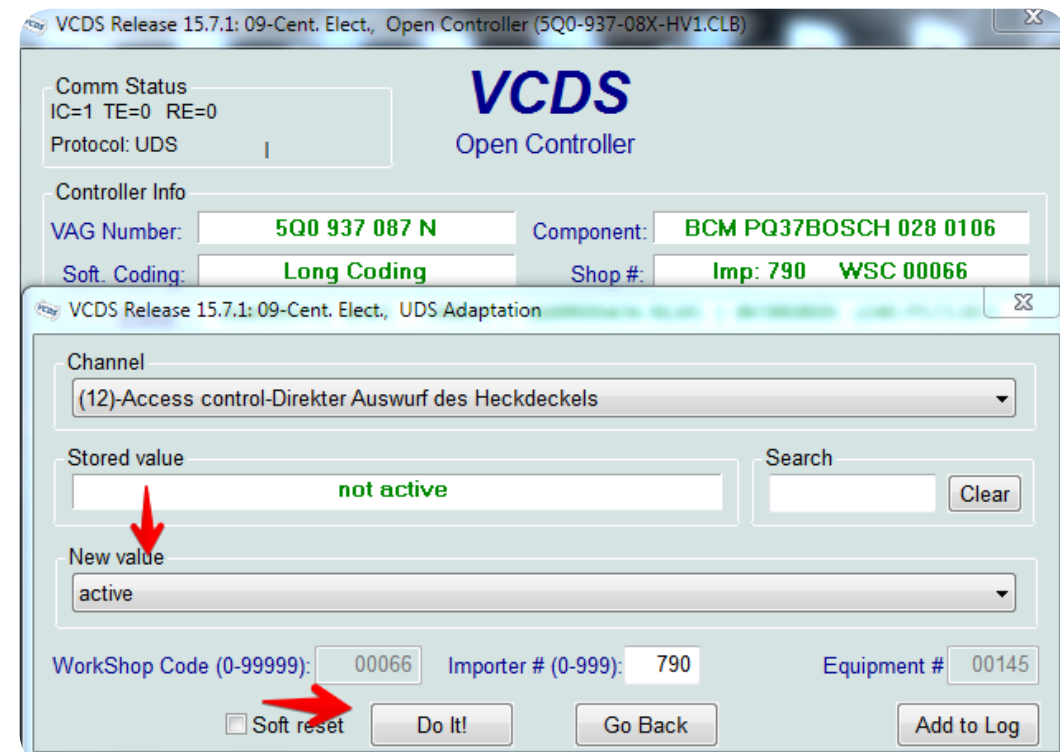 VCDS Release 15.7.1: 09-Cent. Elect., Open Controller (5Q0-937-08X-HV1.CLB)
Comm Status
IC=1 TE=0 RE=0
Protocol: UDS
VCDS
Open Controller
Controller Info
VAG Number: 5Q0 937 087 N Component: BCM PQ37BOSCH 028 0106
Soft. Coding: Long Coding Shop #: Imp: 790 WSC 00066
VCDS Release 15.7.1: 09-Cent. Elect., UDS Adaptation
Channel
(12)-Access control-Direkter Auswurf des Heckdeckels
Stored value
not active
Search
Clear
New value
active
WorkShop Code (0-99999): 00066 Importer # (0-999): 790 Equipment # 00145
Soft reset Do It! Go Back Add to Log